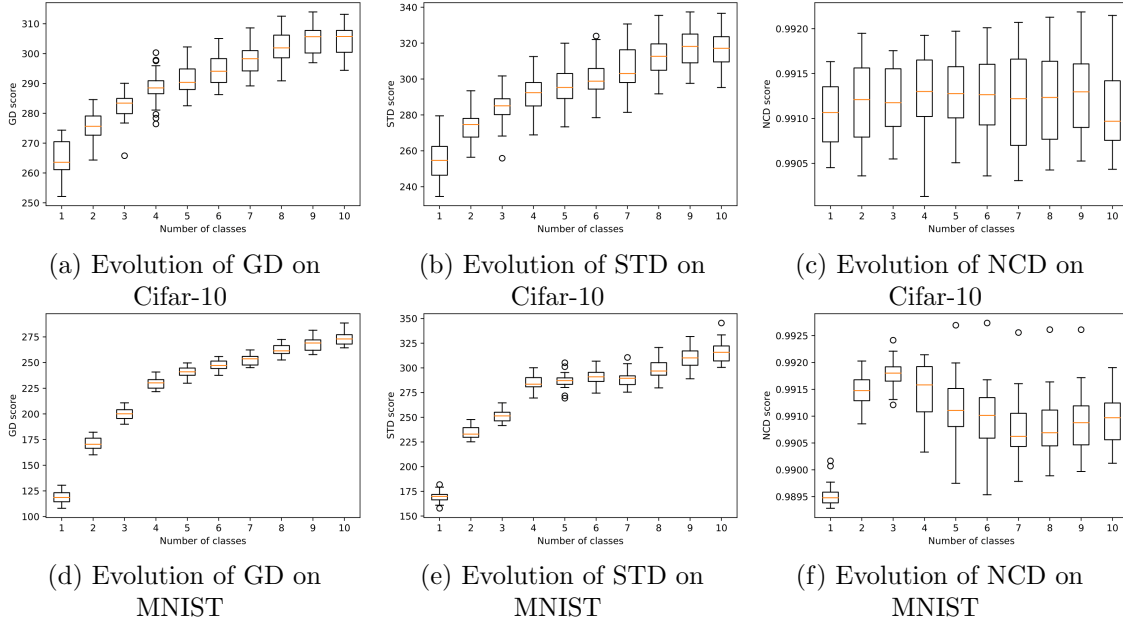 310
300
290
280
270
260
250
GD score
1 2 3 4 5 6 7 8 9 10
Number of classes
(a) Evolution of GD on
Cifar-10
340
320
300
280
260
240
STD score
1 2 3 4 5 6 7 8 9 10
Number of classes
(b) Evolution of STD on
Cifar-10
0.9920
0.9915
0.9910
0.9905
NCD score
1 2 3 4 5 6 7 8 9 10
Number of classes
(c) Evolution of NCD on
Cifar-10
275
250
225
200
175
150
125
100
GD score
1 2 3 4 5 6 7 8 9 10
Number of classes
(d) Evolution of GD on
MNIST
350
325
300
275
250
225
200
175
150
STD score
1 2 3 4 5 6 7 8 9 10
Number of classes
(e) Evolution of STD on
MNIST
0.9925
0.9920
0.9915
0.9910
0.9905
0.9900
0.9895
NCD score
1 2 3 4 5 6 7 8 9 10
Number of classes
(f) Evolution of NCD on
MNIST